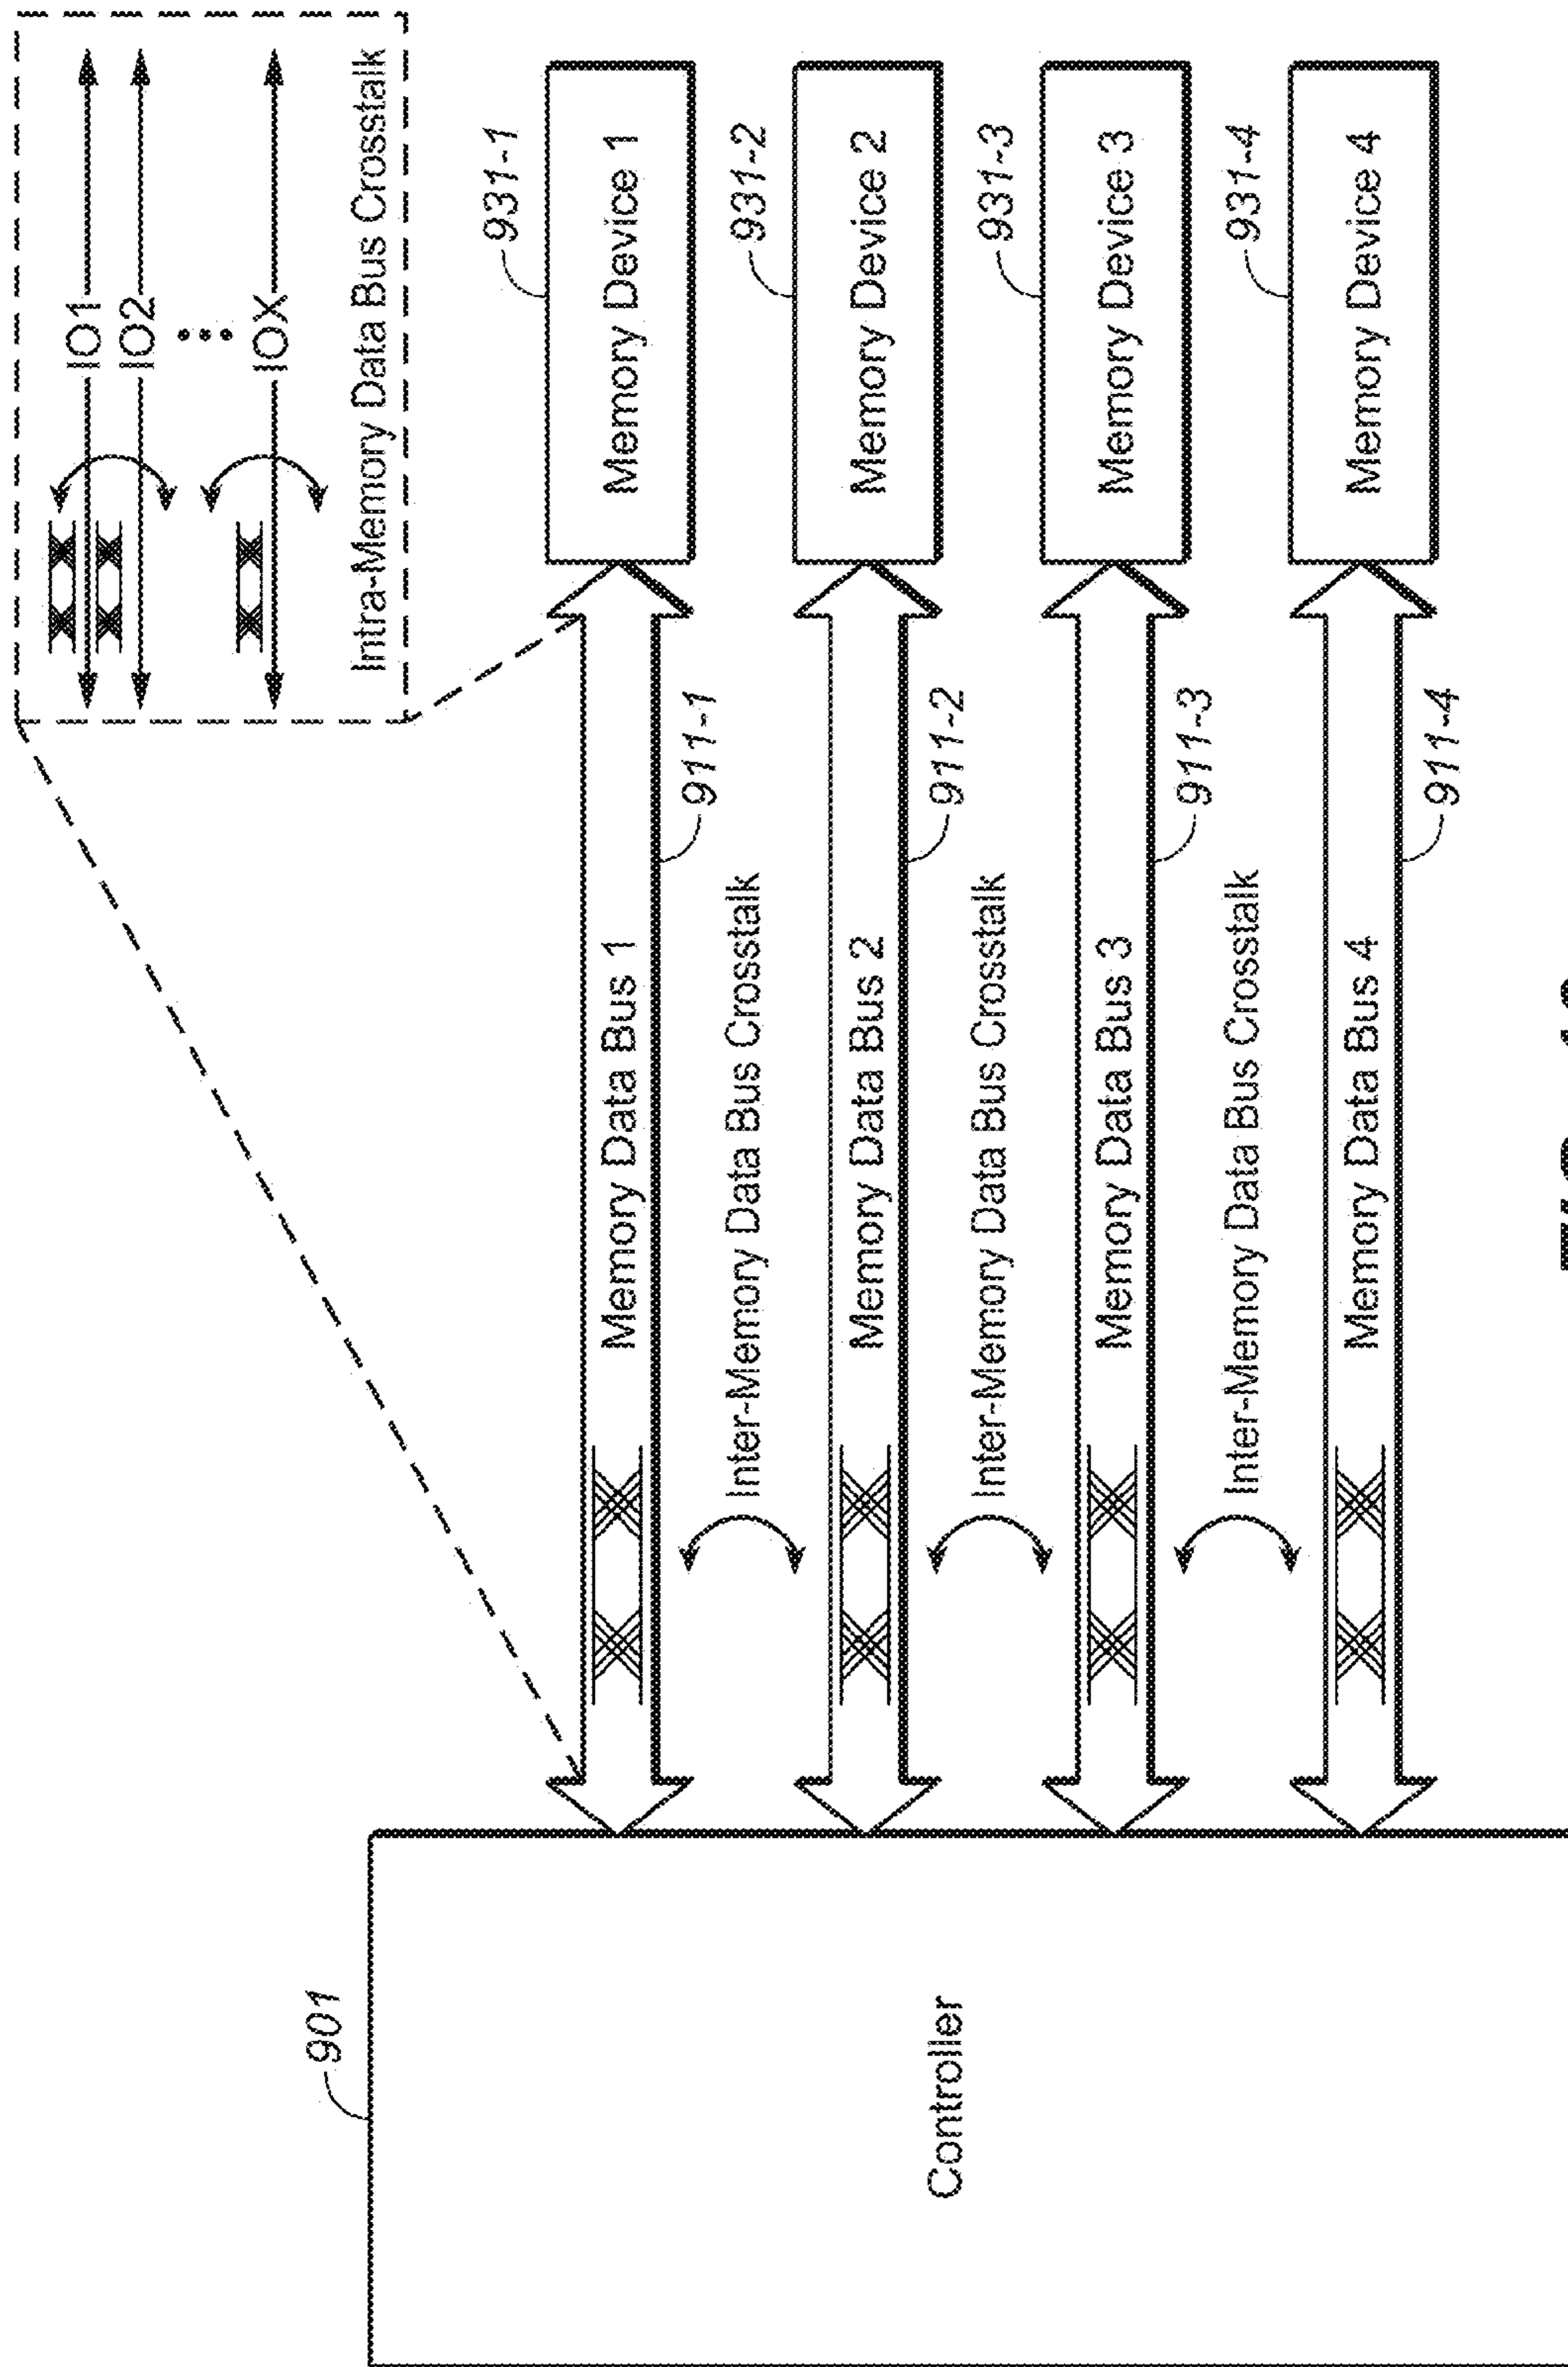 IO1
IO2
IOX
Intra-Memory Data Bus Crosstalk
901
931-1
Memory Data Bus 1
Memory Device 1
911-1
Inter-Memory Data Bus Crosstalk
931-2
Memory Data Bus 2
Memory Device 2
Controller
911-2
Inter-Memory Data Bus Crosstalk
931-3
Memory Data Bus 3
Memory Device 3
911-3
Inter-Memory Data Bus Crosstalk
931-4
Memory Data Bus 4
Memory Device 4
911-4